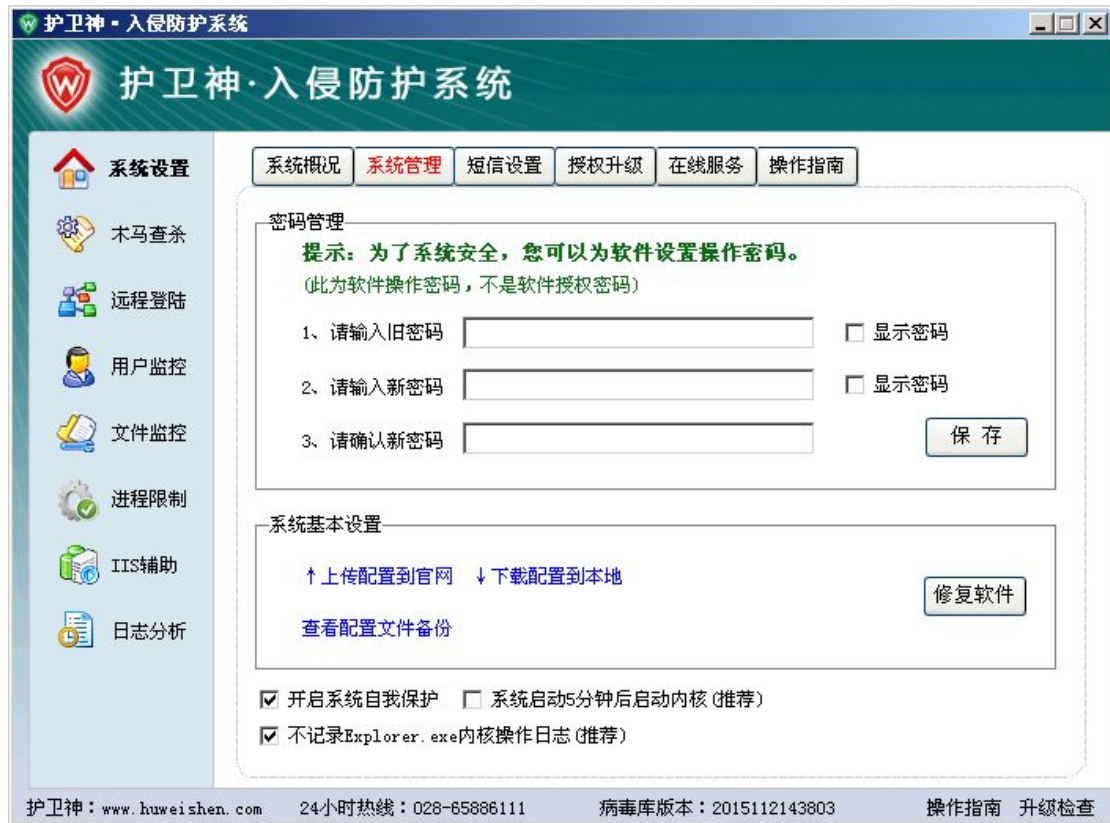 护卫神·入侵防护系统
护卫神·入侵防护系统
系统设置
木马查杀
远程登陆
用户监控
文件监控
进程限制
IIS辅助
日志分析
系统概况 系统管理 短信设置 授权升级 在线服务 操作指南
密码管理
提示：为了系统安全，您可以为软件设置操作密码。
(此为软件操作密码，不是软件授权密码)
1、请输入旧密码 显示密码
2、请输入新密码 显示密码
3、请确认新密码 保 存
系统基本设置
↑上传配置到官网 ↓下载配置到本地
修复软件
查看配置文件备份
开启系统自我保护 系统启动5分钟后启动内核(推荐)
不记录Explorer.exe内核操作日志(推荐)
护卫神：www.huweishen.com 24小时热线：028-65886111 病毒库版本：2015112143803 操作指南 升级检查